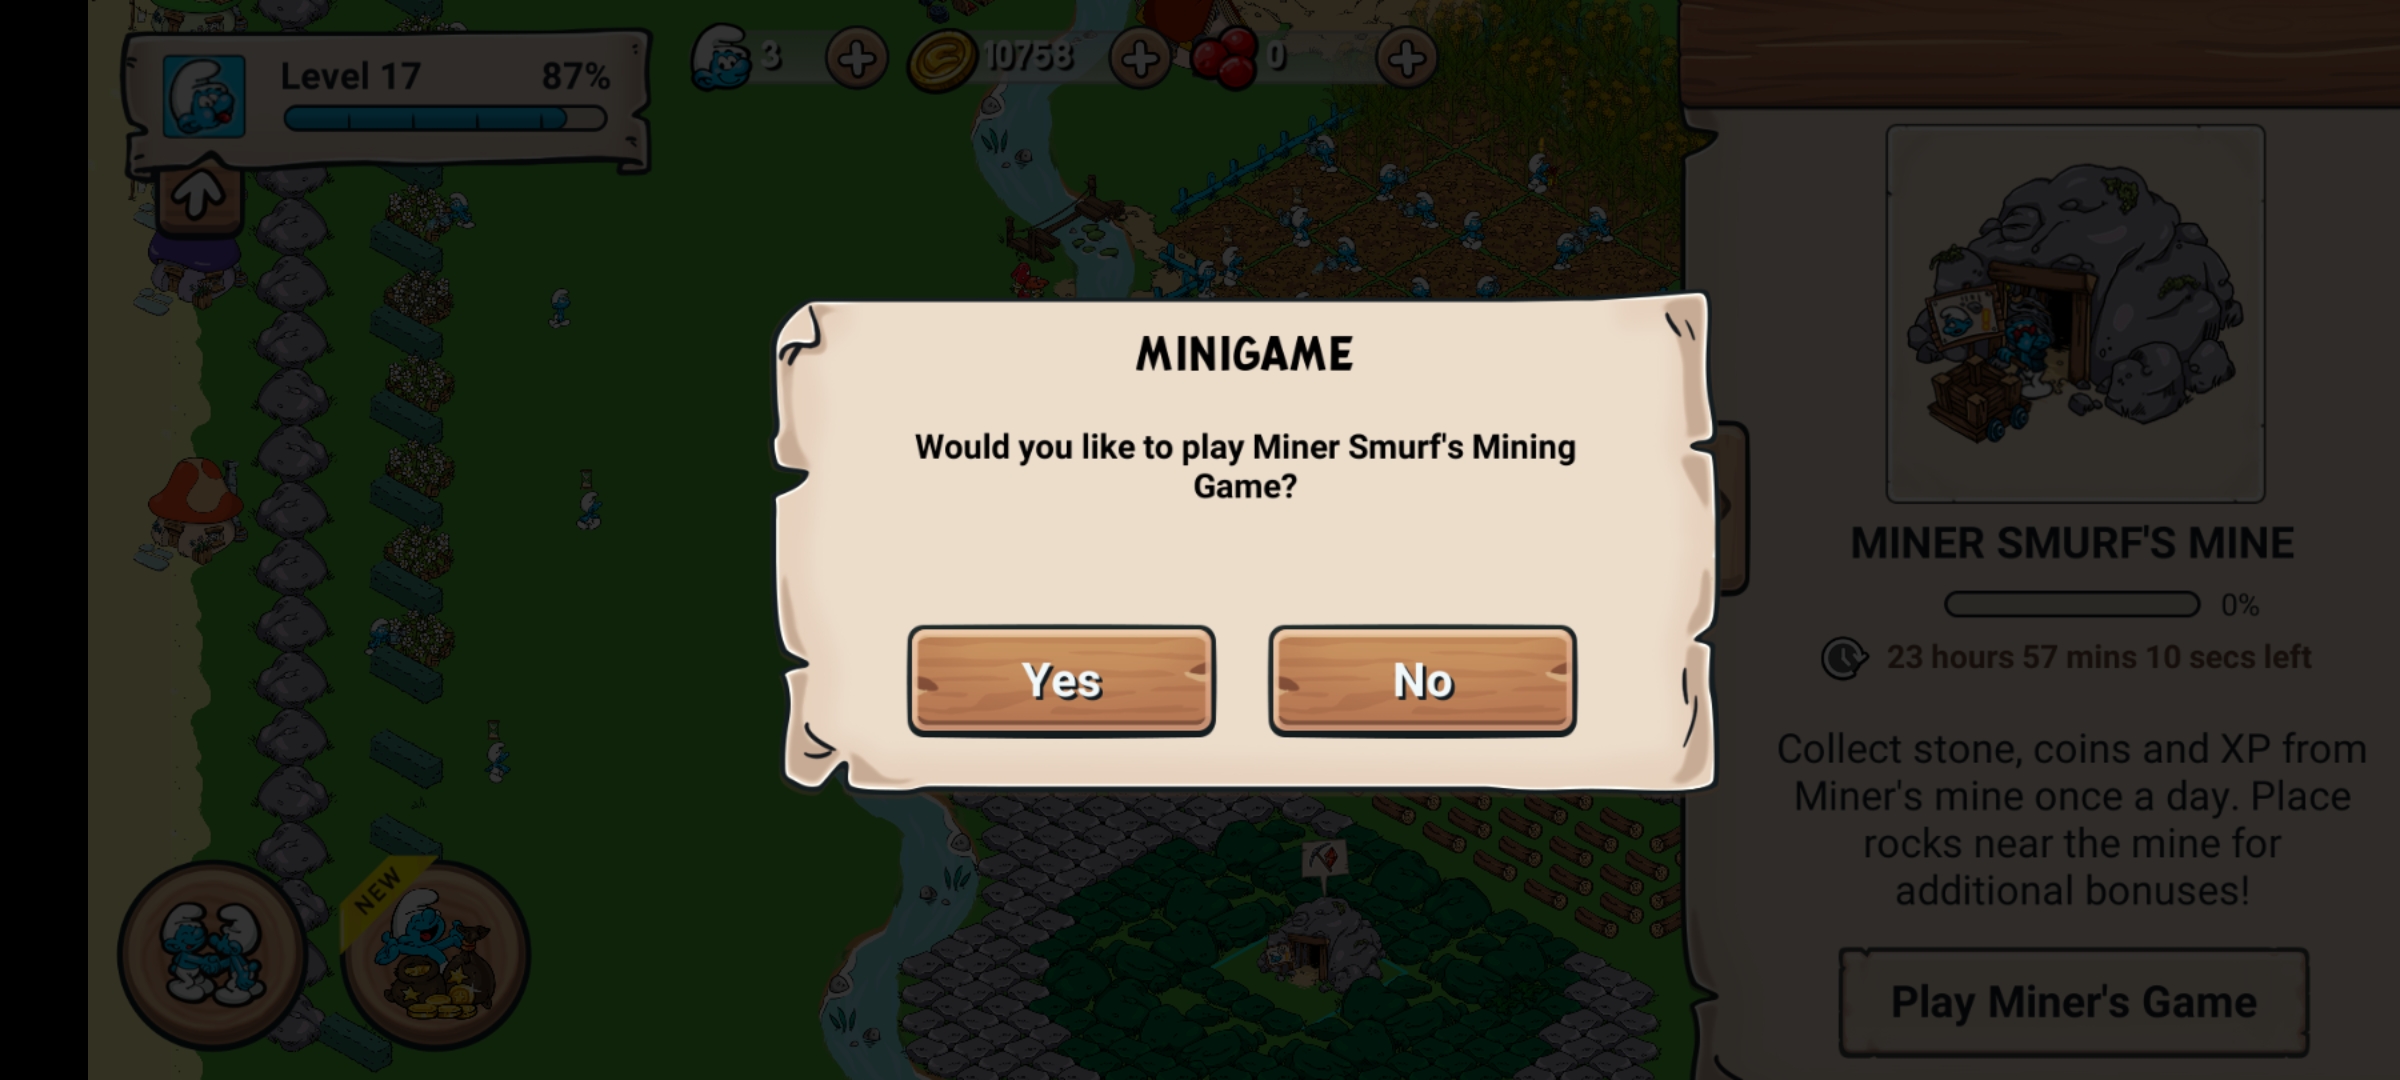 Level 17 87%
3
10758
0
MINIGAME
Would you like to play Miner Smurf's Mining
Game?
Yes
No
MINER SMURF'S MINE
0%
23 hours 57 mins 10 secs left
Collect stone, coins and XP from
Miner's mine once a day. Place
rocks near the mine for
additional bonuses!
Play Miner's Game
NEW